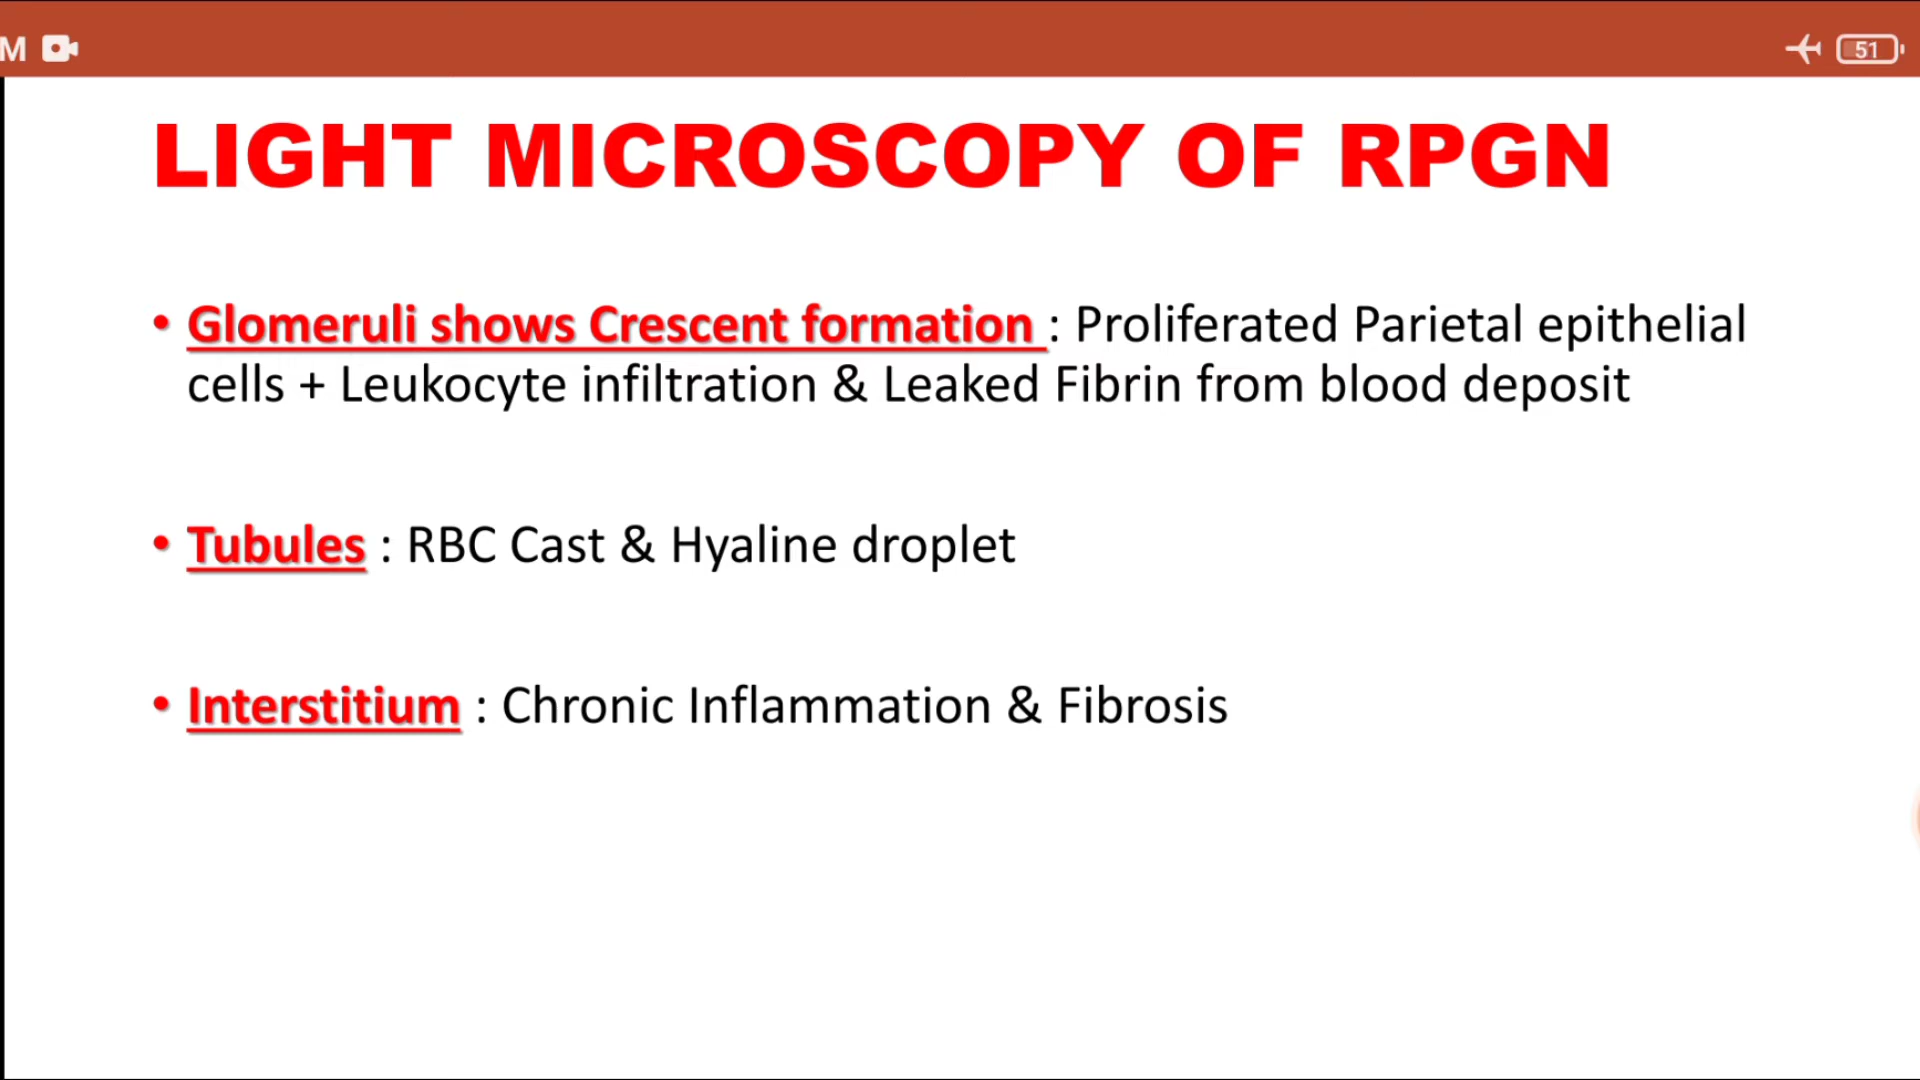 M
51
LIGHT MICROSCOPY OF RPGN
• Glomeruli shows Crescent formation : Proliferated Parietal epithelial
cells + Leukocyte infiltration & Leaked Fibrin from blood deposit
• Tubules : RBC Cast & Hyaline droplet
• Interstitium : Chronic Inflammation & Fibrosis